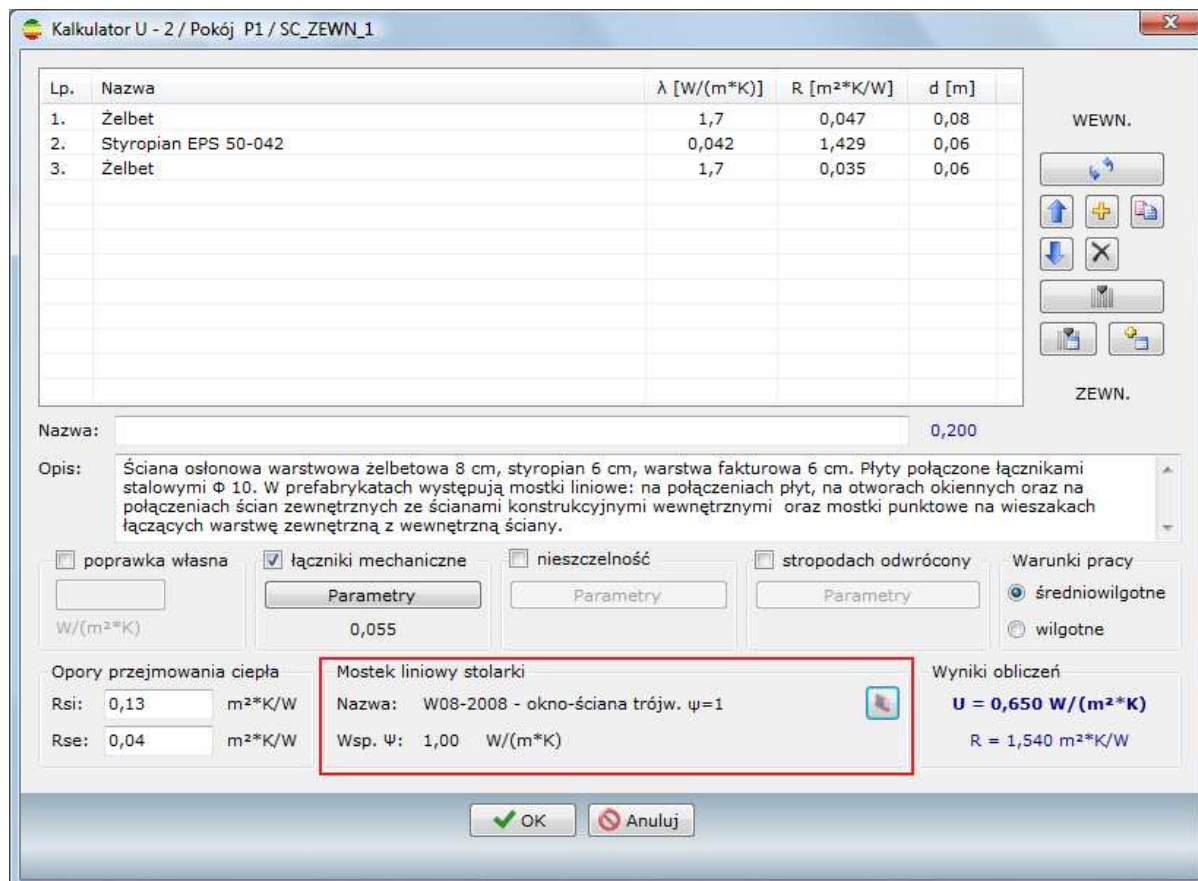 Kalkulator U - 2 / Pokój P1 / SC_ZEWN_1
Lp. Nazwa λ [W/(m*K)] R [m²*K/W] d [m]
1. Żelbet 1,7 0,047 0,08
2. Styropian EPS 50-042 0,042 1,429 0,06
3. Żelbet 1,7 0,035 0,06
WEWN.
ZEWN.
Nazwa: 0,200
Opis: Ściana osłonowa warstwowa żelbetowa 8 cm, styropian 6 cm, warstwa fakturowa 6 cm. Płyty połączone łącznikami
stalowymi Φ 10. W prefabrykatach występują mostki liniowe: na połączeniach płyt, na otworach okiennych oraz na
połączeniach ścian zewnętrznych ze ścianami konstrukcyjnymi wewnętrznymi oraz mostki punktowe na wieszakach
łączących warstwę zewnętrzną z wewnętrzną ściany.
poprawka własna łączniki mechaniczne nieszczelność stropodach odwrócony Warunki pracy
Parametry Parametry Parametry średniowilgotne
W/(m²*K) 0,055 wilgotne
Opory przejmowania ciepła Mostek liniowy stolarki Wyniki obliczeń
Rsi: 0,13 m²*K/W Nazwa: W08-2008 - okno-ściana trójw. ψ=1 U = 0,650 W/(m²*K)
Rse: 0,04 m²*K/W Wsp. Ψ: 1,00 W/(m*K) R = 1,540 m²*K/W
OK Anuluj